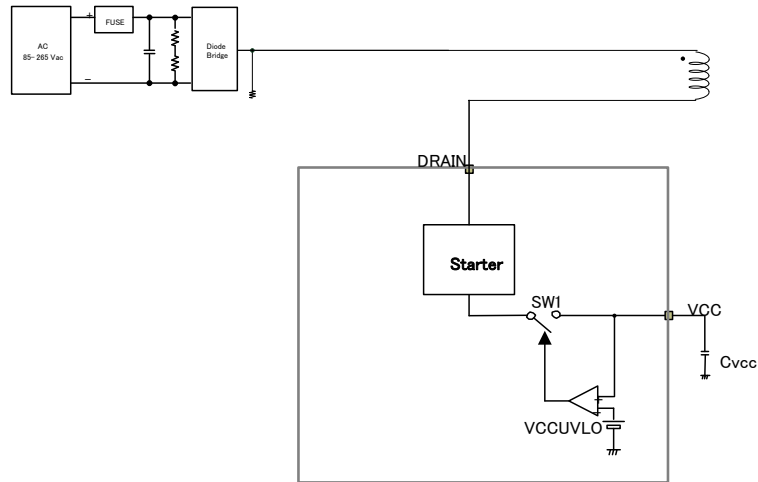 AC
85- 265 Vac
+
-
FUSE
Diode
Bridge
DRAIN
Starter
SW1
VCC
Cvcc
+
-
VCCUVLO